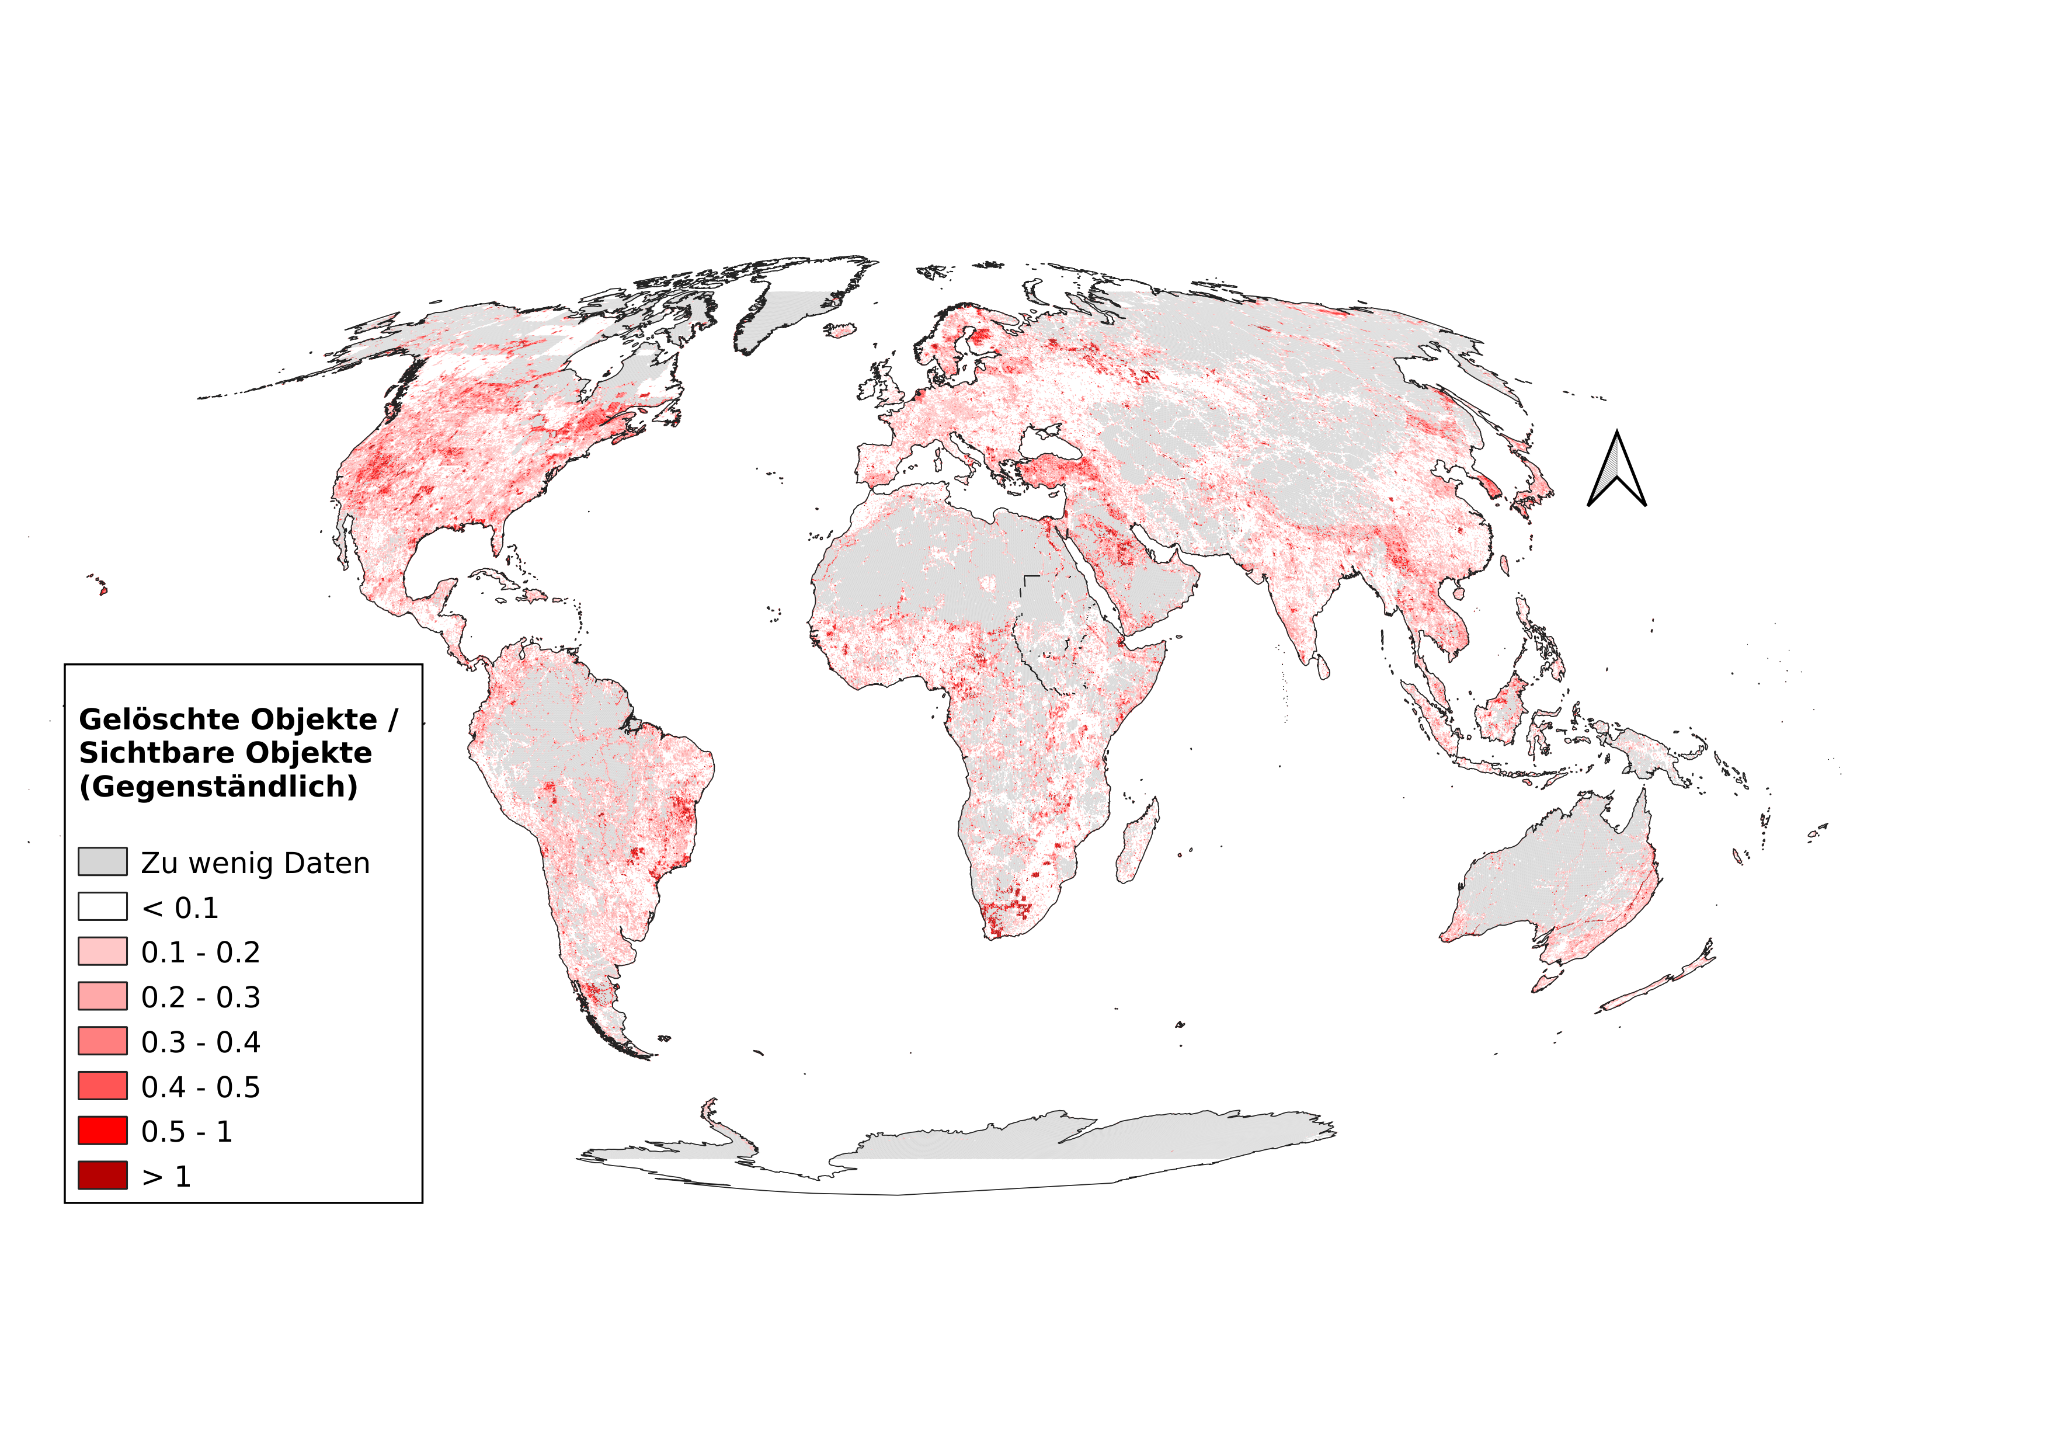 Gelöschte Objekte /
Sichtbare Objekte
(Gegenständlich)
Zu wenig Daten
< 0.1
0.1 - 0.2
0.2 - 0.3
0.3 - 0.4
0.4 - 0.5
0.5 - 1
> 1